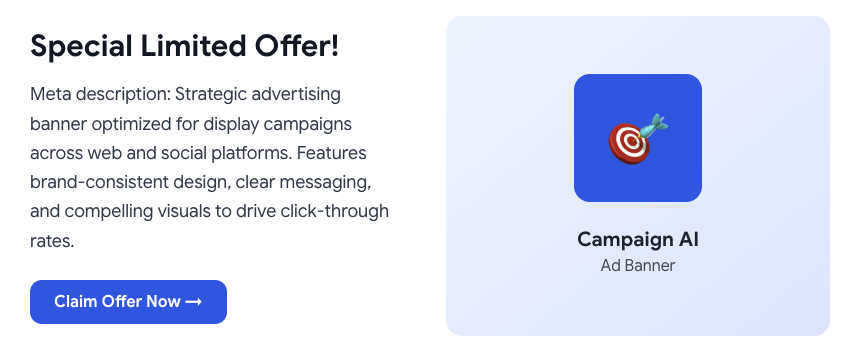 Special Limited Offer!
Meta description: Strategic advertising
banner optimized for display campaigns
across web and social platforms. Features
brand-consistent design, clear messaging,
and compelling visuals to drive click-through
rates.
Claim Offer Now →
Campaign AI
Ad Banner